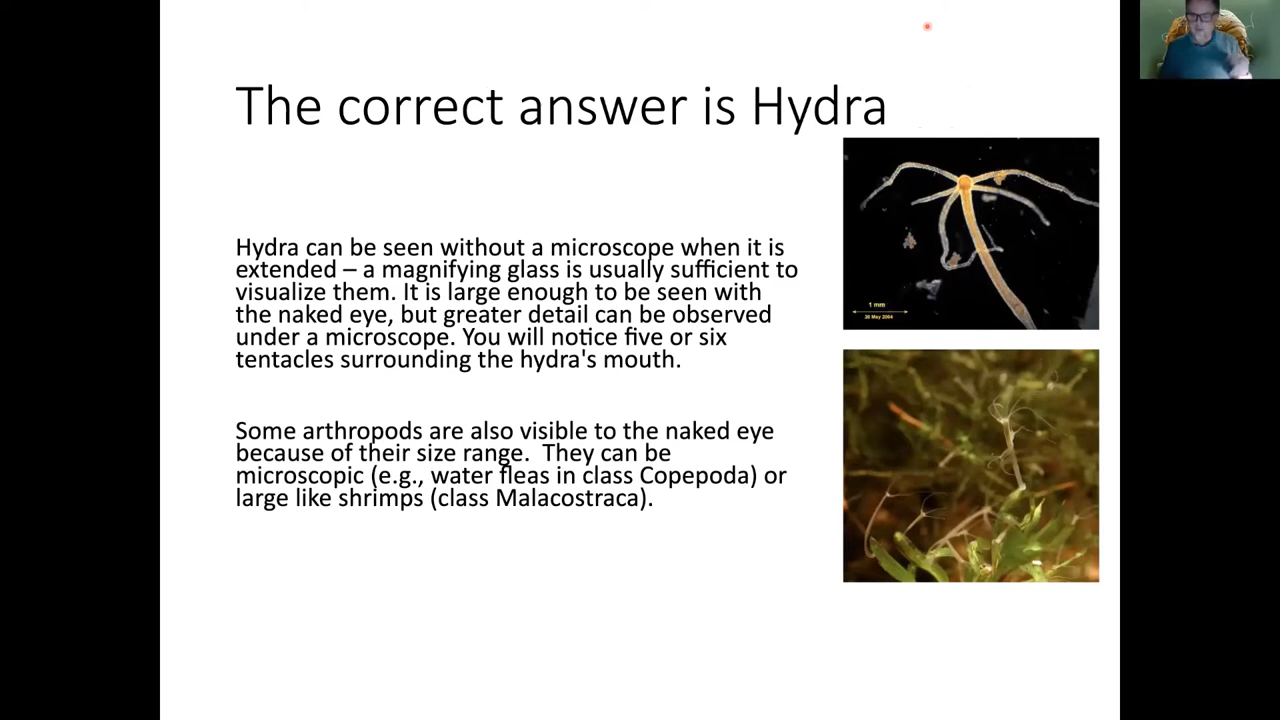 The correct answer is Hydra
Hydra can be seen without a microscope when it is
extended – a magnifying glass is usually sufficient to
visualize them. It is large enough to be seen with
the naked eye, but greater detail can be observed
under a microscope. You will notice five or six
tentacles surrounding the hydra's mouth.
Some arthropods are also visible to the naked eye
because of their size range.  They can be
microscopic (e.g., water fleas in class Copepoda) or
large like shrimps (class Malacostraca).
1 mm
20 May 2004